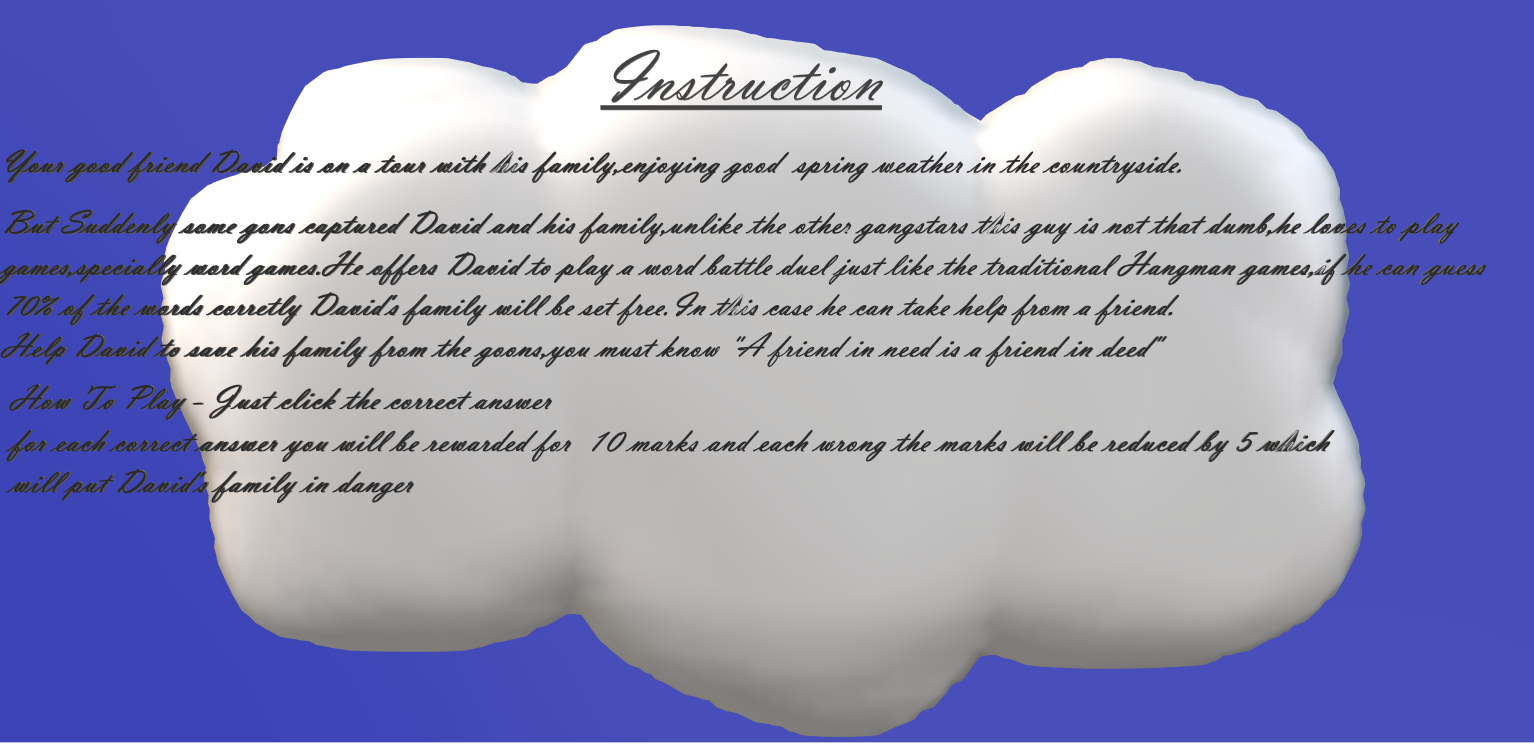 Instruction
Your good friend David is on a tour with his family,enjoying good spring weather in the countryside.
But Suddenly some gons captured David and his family,unlike the other gangstars this guy is not that dumb,he loves to play
games,specially word games.He offers David to play a word battle duel just like the traditional Hangman games,if he can guess
70% of the words corretly David's family will be set free. In this case he can take help from a friend.
Help David to save his family from the goons,you must know "A friend in need is a friend in deed"
How To Play - Just click the correct answer
for each correct answer you will be rewarded for 10 marks and each wrong the marks will be reduced by 5 which
will put David's family in danger